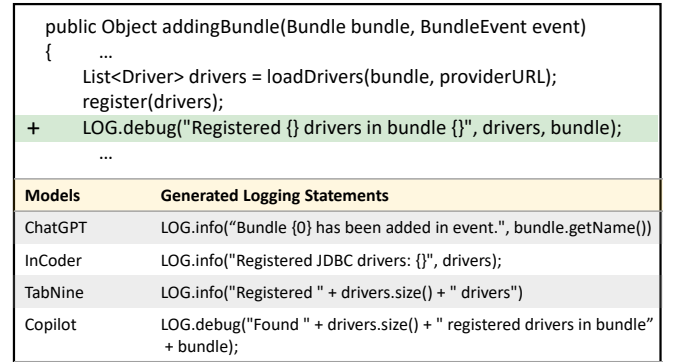 public Object addingBundle(Bundle bundle, BundleEvent event)
{ ...
List<Driver> drivers = loadDrivers(bundle, providerURL);
register(drivers);
+ LOG.debug("Registered {} drivers in bundle {}", drivers, bundle);
...
Models Generated Logging Statements
ChatGPT LOG.info(“Bundle {0} has been added in event.", bundle.getName())
InCoder LOG.info("Registered JDBC drivers: {}", drivers);
TabNine LOG.info("Registered " + drivers.size() + " drivers")
Copilot LOG.debug("Found " + drivers.size() + " registered drivers in bundle”
+ bundle);